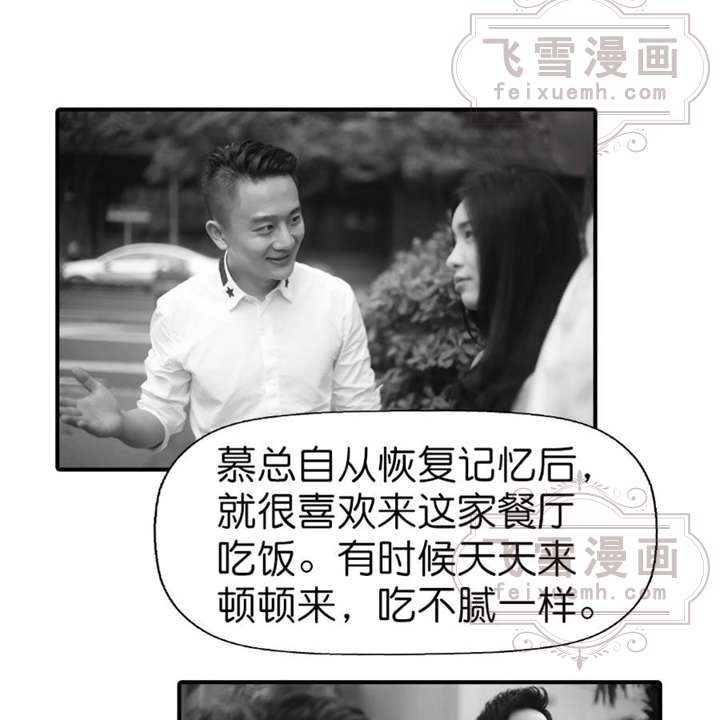 飞雪漫画
feixuemh.com
慕总自从恢复记忆后，
就很喜欢来这家餐厅
吃饭。有时候天天来
顿顿来，吃不腻一样。
飞雪漫画
feixuemh.com